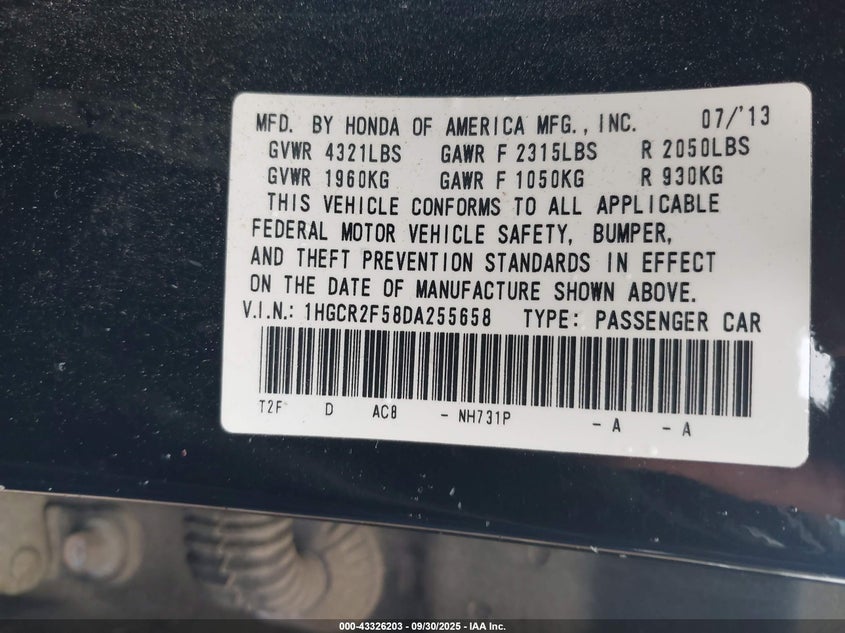 MFD. BY HONDA OF AMERICA MFG., INC. 07/'13
GVWR 4321LBS GAWR F 2315LBS R 2050LBS
GVWR 1960KG GAWR F 1050KG R 930KG
THIS VEHICLE CONFORMS TO ALL APPLICABLE
FEDERAL MOTOR VEHICLE SAFETY, BUMPER,
AND THEFT PREVENTION STANDARDS IN EFFECT
ON THE DATE OF MANUFACTURE SHOWN ABOVE.
V.I.N.: 1HGCR2F58DA255658 TYPE: PASSENGER CAR
T2F D AC8 - NH731P - A - A
000-43326203 - 09/30/2025 - IAA Inc.